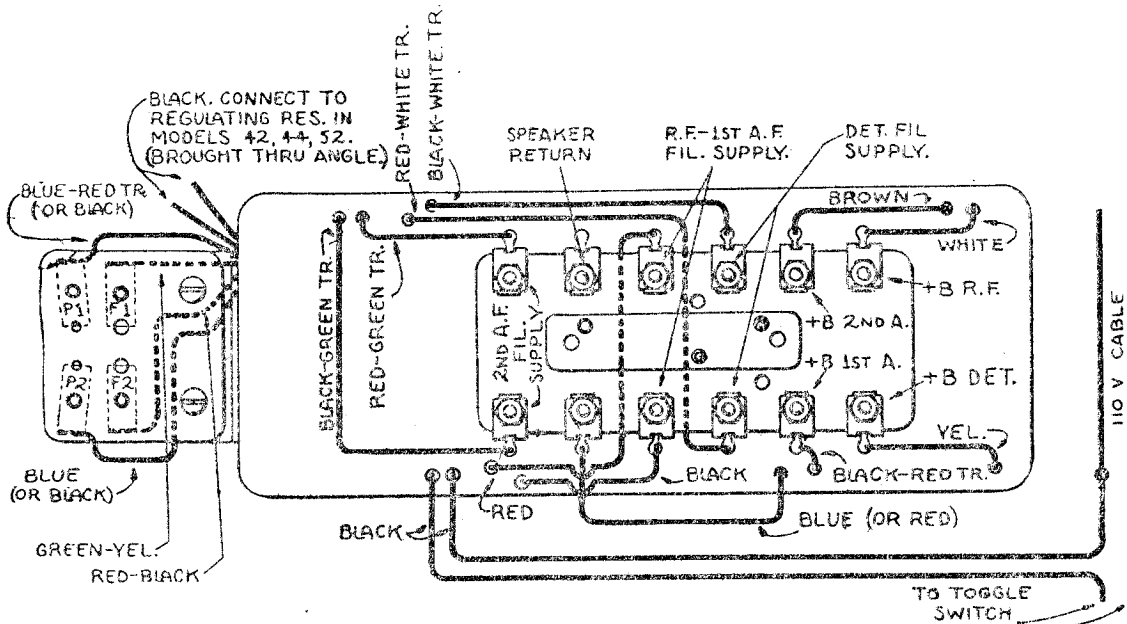 BLACK. CONNECT TO
REGULATING RES. IN
MODELS 42, 44, 52.
(BROUGHT THRU ANGLE)
RED-WHITE TR.
BLACK-WHITE TR.
SPEAKER
RETURN
R.F.-1ST A.F.
FIL. SUPPLY.
DET. FIL
SUPPLY.
BLUE-RED TR
(OR BLACK)
BROWN
WHITE
P1
P2
F2
BLACK-GREEN TR.
RED-GREEN TR.
2ND A.F.
FIL.
SUPPLY
+B R.F.
+B 2ND A.
+B 1ST A.
+B DET.
110 V CABLE
YEL.
BLACK-RED TR.
BLACK
RED
BLUE (OR RED)
BLUE
(OR BLACK)
BLACK
GREEN-YEL.
RED-BLACK
TO TOGGLE
SWITCH